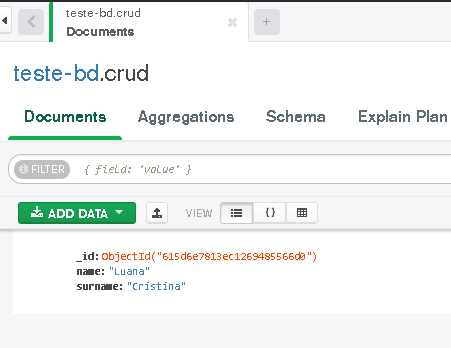 teste-bd.crud
Documents
teste-bd.crud
Documents Aggregations Schema Explain Plan
FILTER { field: 'value' }
ADD DATA VIEW {}
_id: ObjectId("615d6e7813ec1269485566d0")
name: "Luana"
surname: "Cristina"